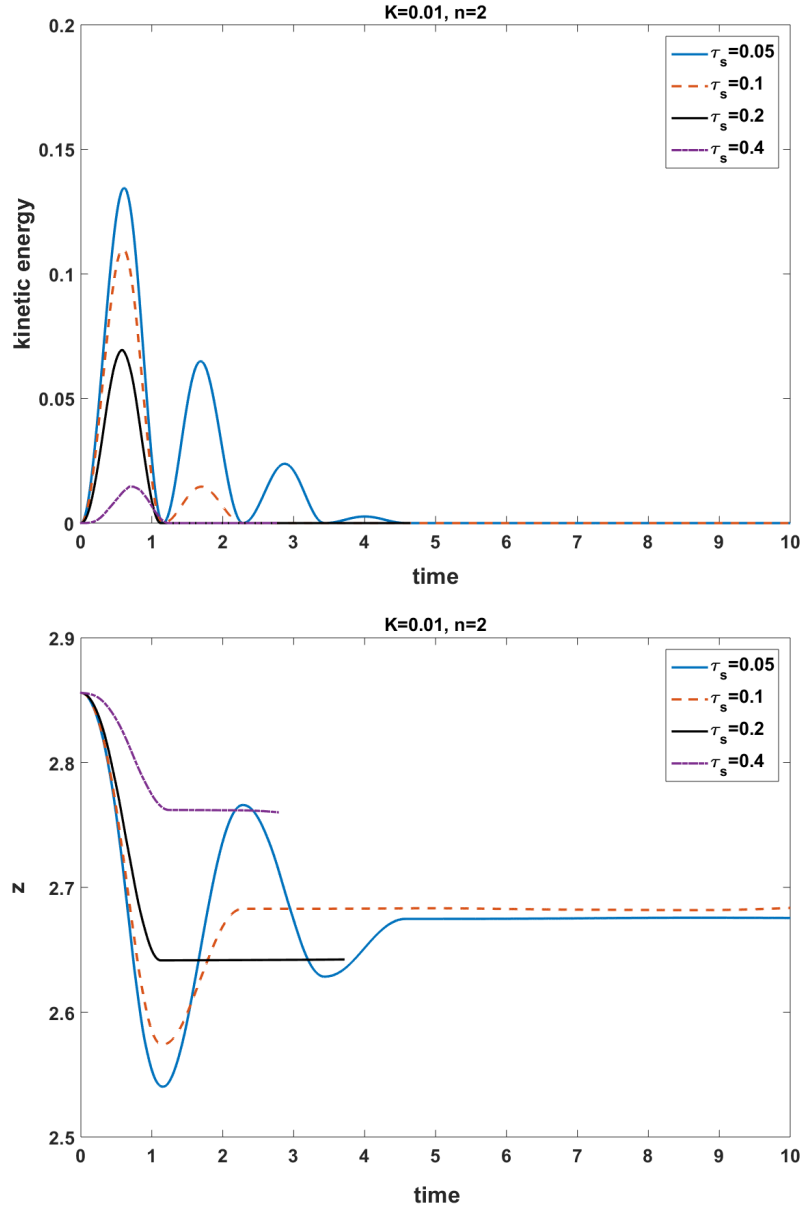 K=0.01, n=2
0.2
0.15
0.1
0.05
0
kinetic energy
τs=0.05
τs=0.1
τs=0.2
τs=0.4
0 1 2 3 4 5 6 7 8 9 10
time
K=0.01, n=2
2.9
2.8
2.7
2.6
2.5
z
τs=0.05
τs=0.1
τs=0.2
τs=0.4
0 1 2 3 4 5 6 7 8 9 10
time